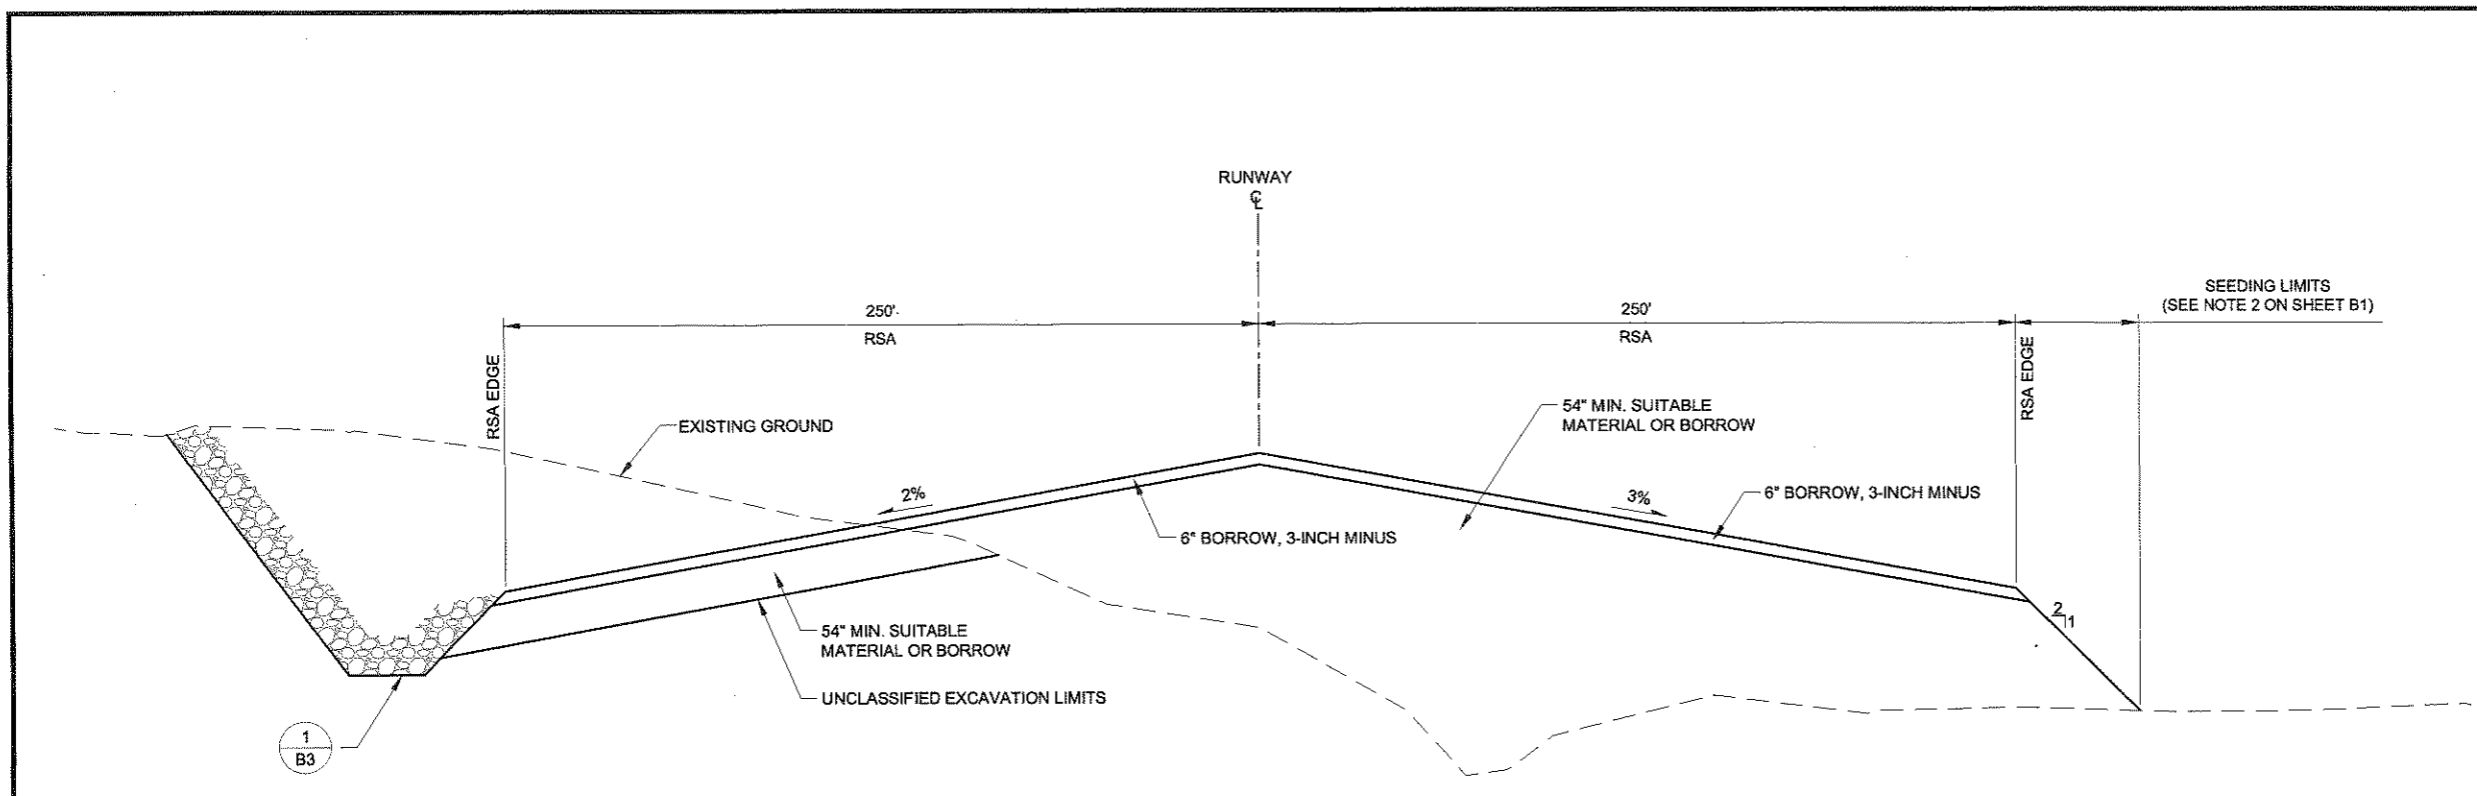 RUNWAY
℄
SEEDING LIMITS
(SEE NOTE 2 ON SHEET B1)
250'
RSA
250'
RSA
RSA EDGE
RSA EDGE
EXISTING GROUND
54" MIN. SUITABLE
MATERIAL OR BORROW
2%
3%
6" BORROW, 3-INCH MINUS
6" BORROW, 3-INCH MINUS
54" MIN. SUITABLE
MATERIAL OR BORROW
2
1
UNCLASSIFIED EXCAVATION LIMITS
1
B3